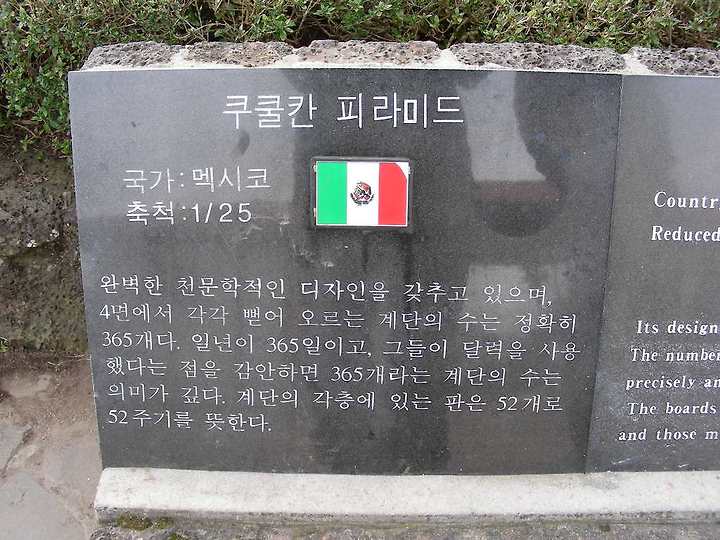 쿠쿨칸 피라미드
국가:멕시코
축척:1/25
완벽한 천문학적인 디자인을 갖추고 있으며,
4면에서 각각 뻗어 오르는 계단의 수는 정확히
365개다. 일년이 365일이고, 그들이 달력을 사용
했다는 점을 감안하면 365개라는 계단의 수는
의미가 깊다. 계단의 각층에 있는 판은 52개로
52주기를 뜻한다.
Countr
Reduced
Its design
The number
precisely an
The boards
and those m